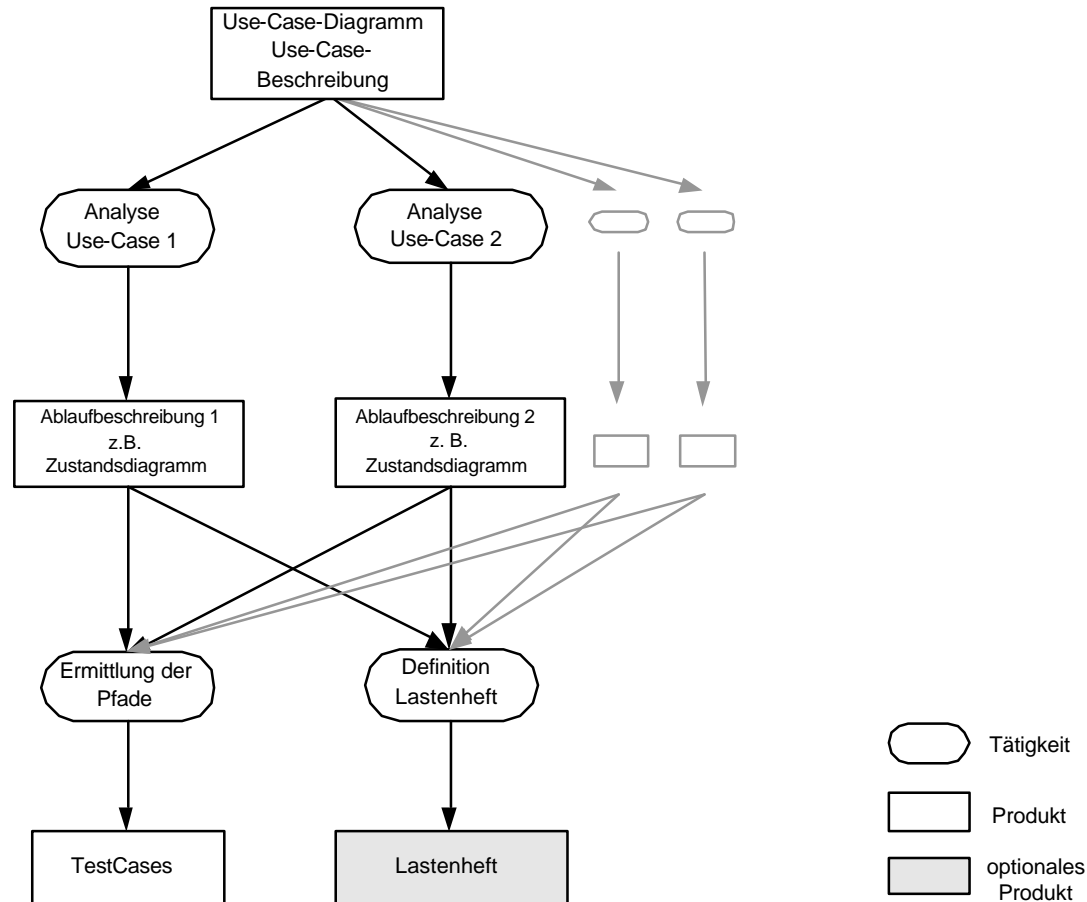 Use-Case-Diagramm
Use-Case-
Beschreibung
Analyse
Use-Case 1
Analyse
Use-Case 2
Ablaufbeschreibung 1
z.B.
Zustandsdiagramm
Ablaufbeschreibung 2
z. B.
Zustandsdiagramm
Ermittlung der
Pfade
Definition
Lastenheft
TestCases
Lastenheft
Tätigkeit
Produkt
optionales
Produkt